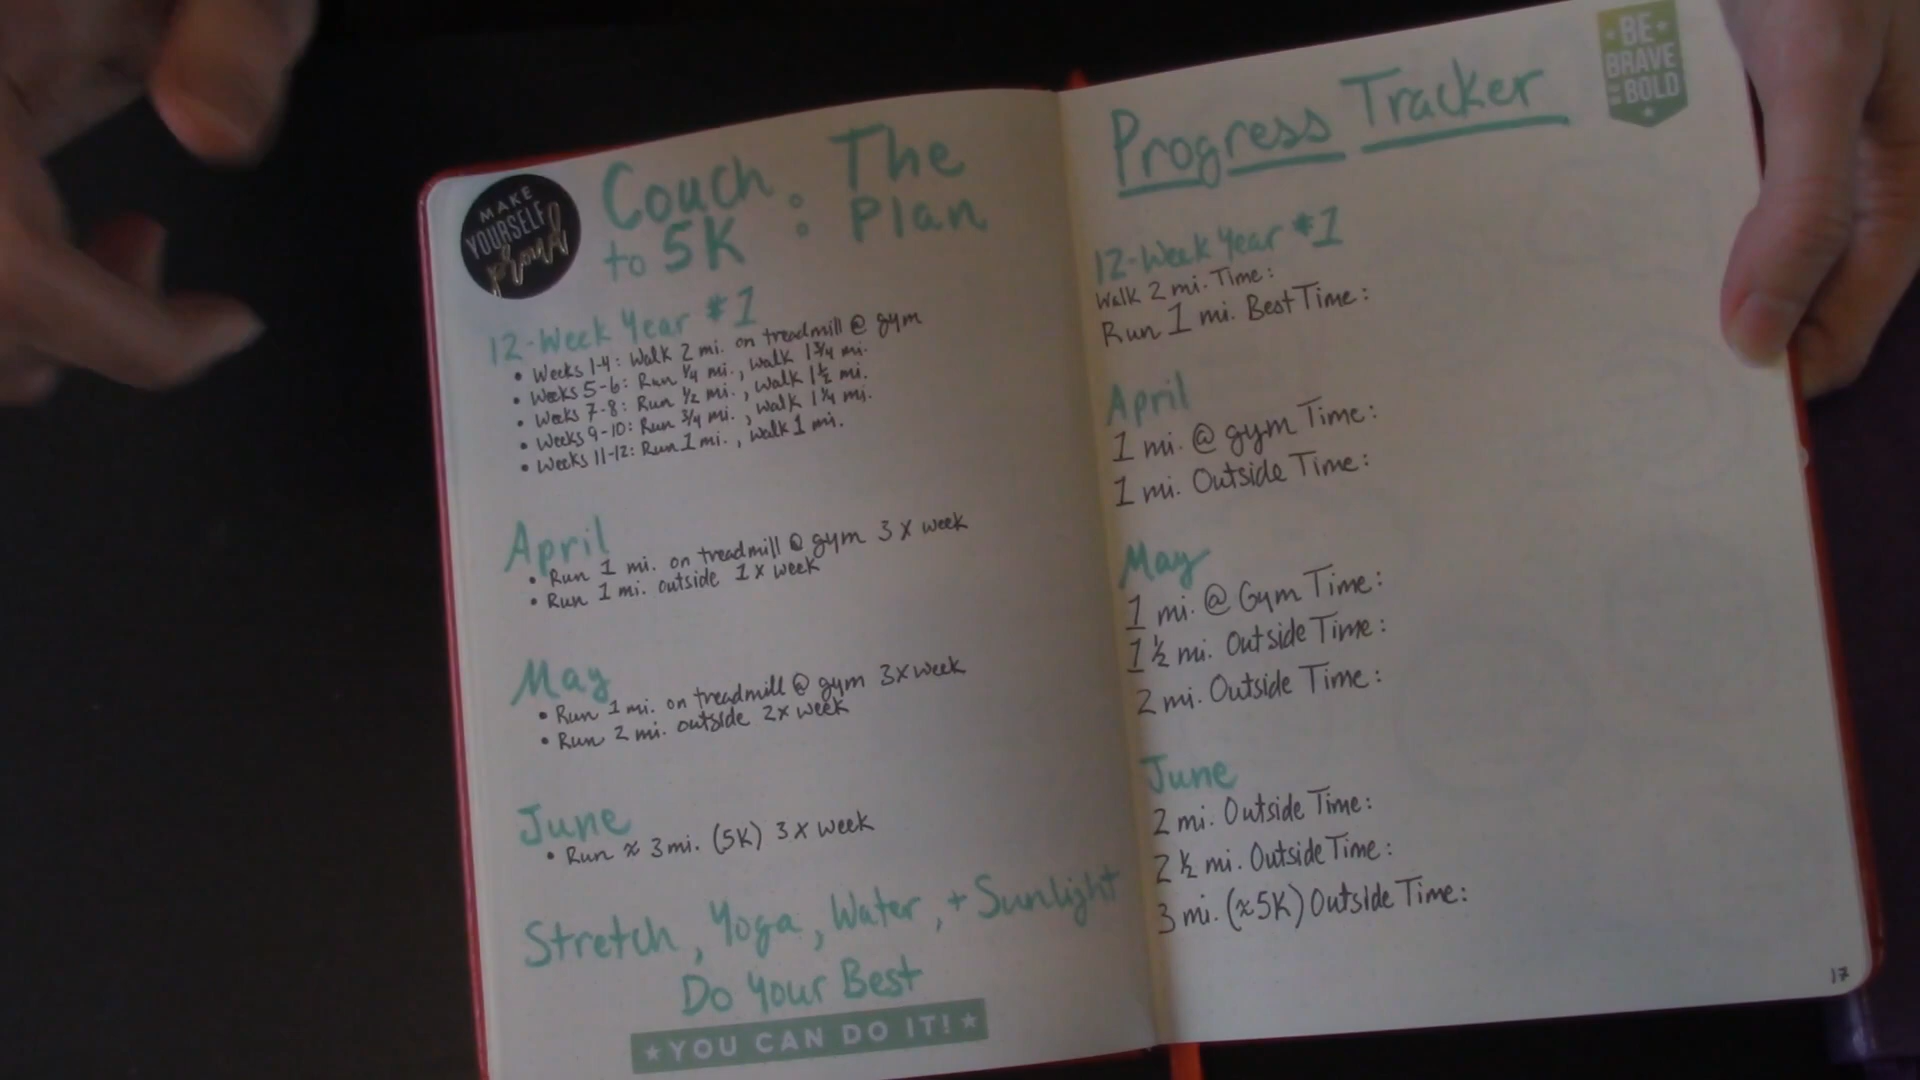 MAKE
YOURSELF
proud
Couch to 5K : The Plan
12-Week Year #1
• Weeks 1-4: Walk 2 mi. on treadmill @ gym
• Weeks 5-6: Run 1/4 mi., Walk 1 3/4 mi.
• Weeks 7-8: Run 1/2 mi., Walk 1 1/2 mi.
• Weeks 9-10: Run 3/4 mi., Walk 1 1/4 mi.
• Weeks 11-12: Run 1 mi., Walk 1 mi.
April
• Run 1 mi. on treadmill @ gym 3 x week
• Run 1 mi. outside 1 x week
May
• Run 1 mi. on treadmill @ gym 3x week
• Run 2 mi. outside 2x week
June
• Run ≈ 3 mi. (5K) 3 x week
Stretch, Yoga, Water, + Sunlight
Do Your Best
★YOU CAN DO IT!★
Progress Tracker
BE
BRAVE
BOLD
12-Week Year #1
Walk 2 mi. Time:
Run 1 mi. Best Time:
April
1 mi. @ gym Time:
1 mi. Outside Time:
May
1 mi. @ Gym Time:
1 1/2 mi. Outside Time:
2 mi. Outside Time:
June
2 mi. Outside Time:
2 1/2 mi. Outside Time:
3 mi. (≈5K) Outside Time:
17